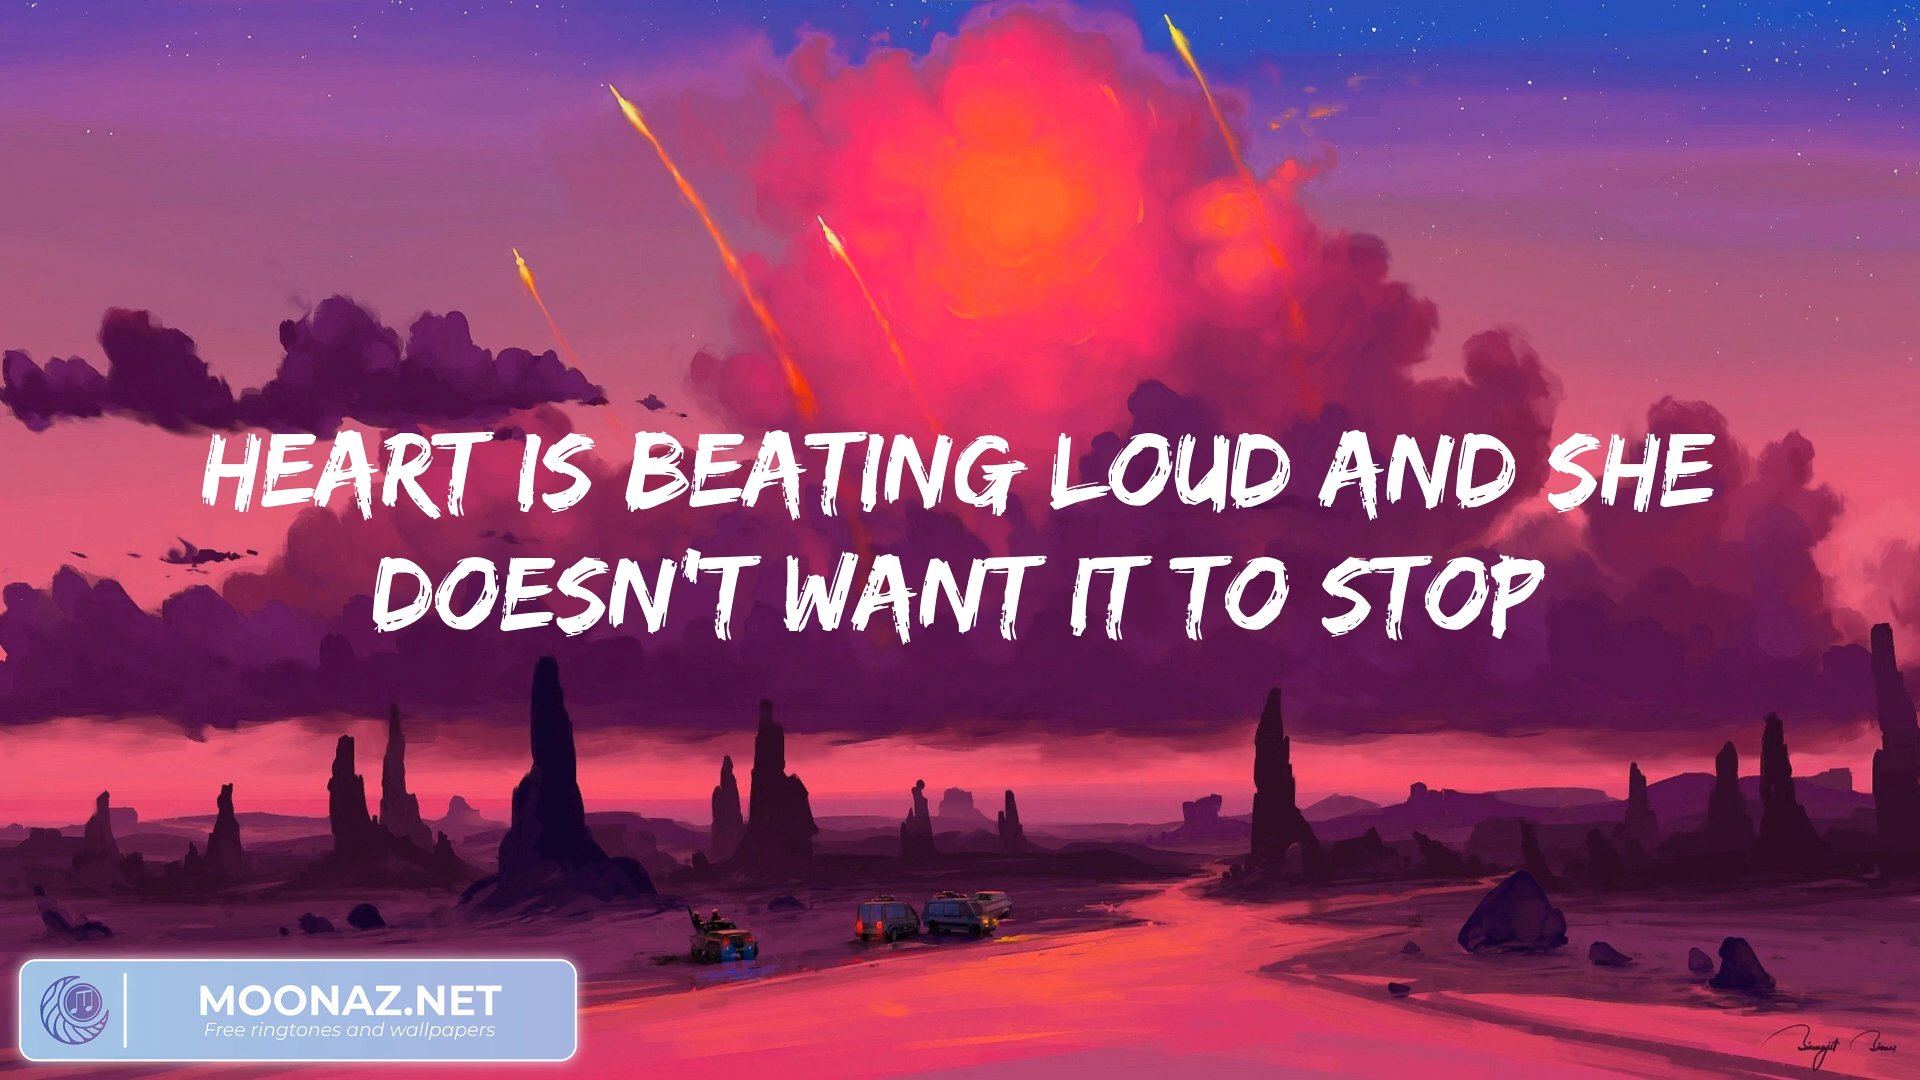 HEART IS BEATING LOUD AND SHE
DOESN'T WANT IT TO STOP
MOONAZ.NET
Free ringtones and wallpapers